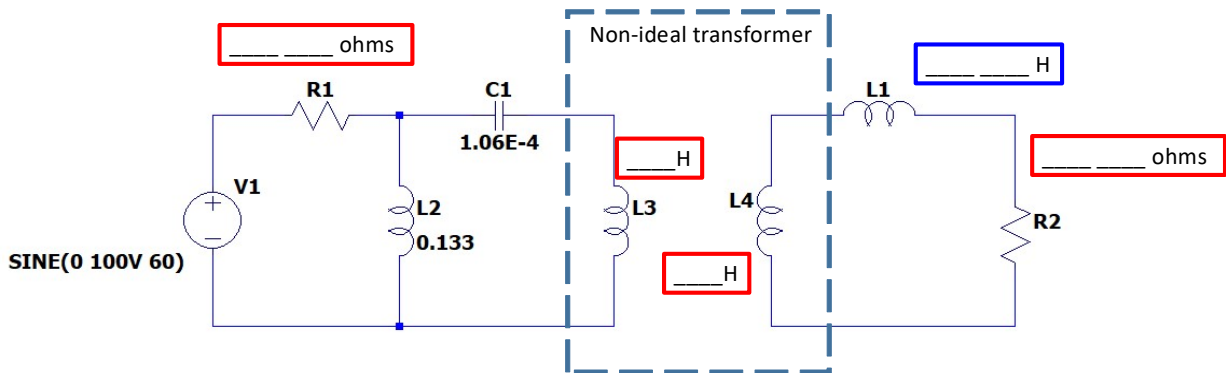 Non-ideal transformer
____ ____ ohms
____ ____ H
R1
C1
L1
1.06E-4
____H
____ ____ ohms
V1
L2
L3
L4
R2
0.133
SINE(0 100V 60)
____H